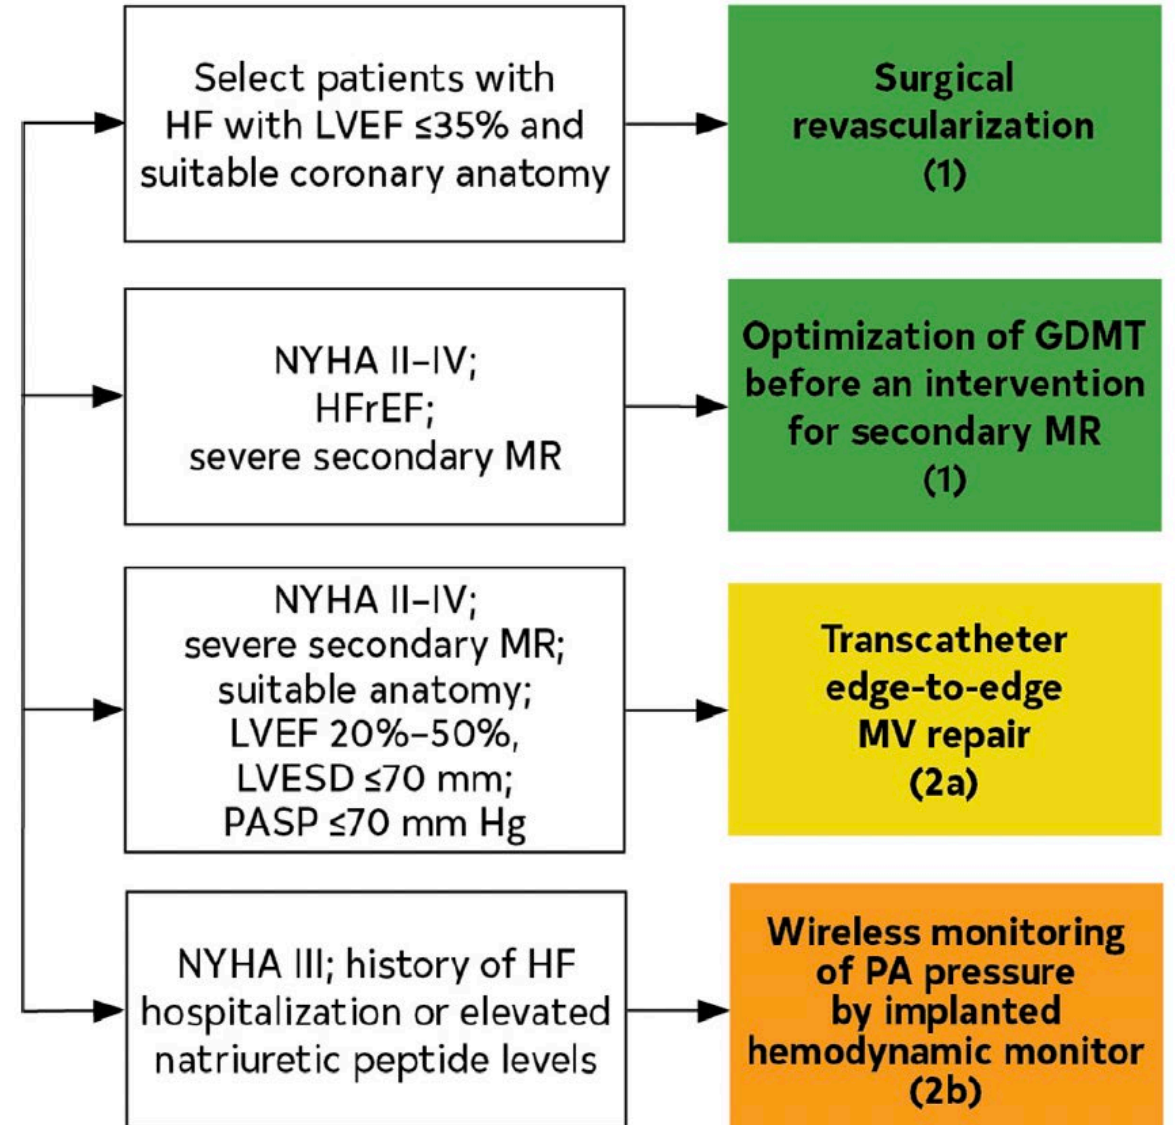 Select patients with
HF with LVEF ≤35% and
suitable coronary anatomy
Surgical
revascularization
(1)
NYHA II–IV;
HFrEF;
severe secondary MR
Optimization of GDMT
before an intervention
for secondary MR
(1)
NYHA II–IV;
severe secondary MR;
suitable anatomy;
LVEF 20%–50%,
LVESD ≤70 mm;
PASP ≤70 mm Hg
Transcatheter
edge-to-edge
MV repair
(2a)
NYHA III; history of HF
hospitalization or elevated
natriuretic peptide levels
Wireless monitoring
of PA pressure
by implanted
hemodynamic monitor
(2b)